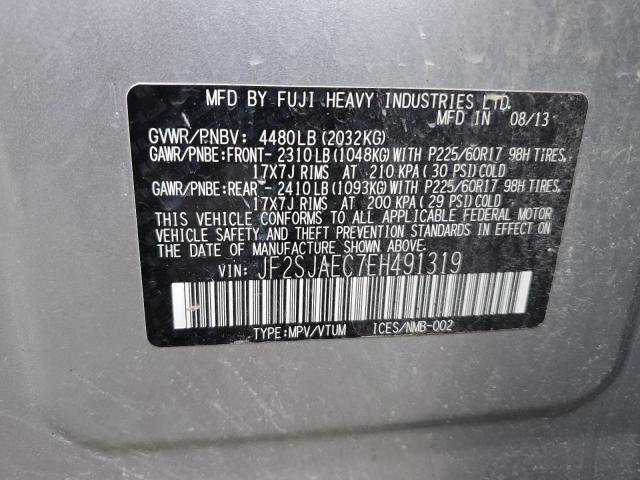 MFD BY FUJI HEAVY INDUSTRIES LTD.
MFD IN 08/13
GVWR/PNBV: 4480LB(2032KG)
GAWR/PNBE:FRONT- 2310LB(1048KG)WITH P225/60R17 98H TIRES,
17X7J RIMS AT 210 KPA (30 PSI)COLD
GAWR/PNBE:REAR - 2410LB(1093KG)WITH P225/60R17 98H TIRES,
17X7J RIMS AT 200 KPA (29 PSI)COLD
THIS VEHICLE CONFORMS TO ALL APPLICABLE FEDERAL MOTOR
VEHICLE SAFETY AND THEFT PREVENTION STANDARDS IN EFFECT
ON THE DATE OF MANUFACTURE SHOWN ABOVE.
VIN: JF2SJAEC7EH491319
TYPE:MPV/VTUM ICES/NMB-002